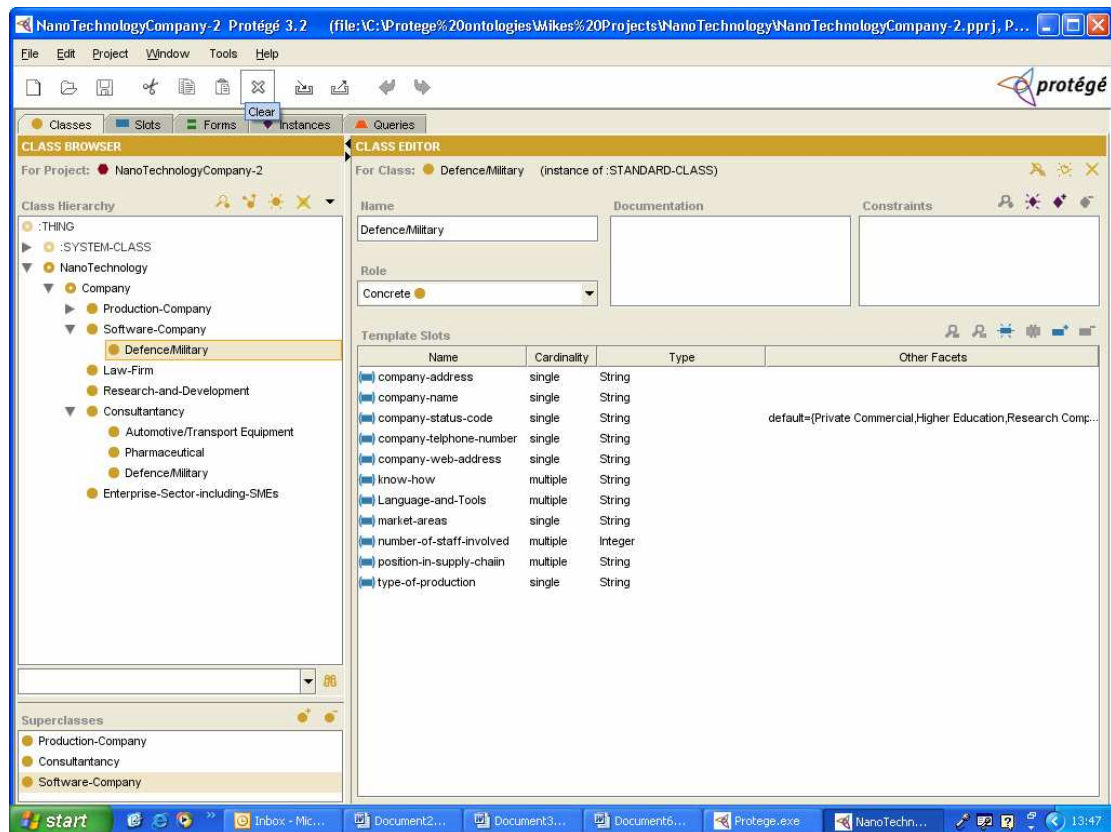 NanoTechnologyCompany-2 Protégé 3.2 (file:\C:\Protege%20ontologies\Mikes%20Projects\NanoTechnology\NanoTechnologyCompany-2.pprj, P...
File Edit Project Window Tools Help
protégé
Clear
Classes Slots Forms Instances Queries
CLASS BROWSER CLASS EDITOR
For Project: NanoTechnologyCompany-2 For Class: Defence/Military (instance of :STANDARD-CLASS)
Class Hierarchy Name Documentation Constraints
:THING
Defence/Military
:SYSTEM-CLASS
NanoTechnology
Role
Company
Concrete
Production-Company
Software-Company
Template Slots
Defence/Military
Name Cardinality Type Other Facets
Law-Firm
company-address single String
Research-and-Development
company-name single String
Consultantancy
company-status-code single String default={Private Commercial,Higher Education,Research Comp...
Automotive/Transport Equipment
company-telphone-number single String
Pharmaceutical
company-web-address single String
Defence/Military
know-how multiple String
Enterprise-Sector-including-SMEs
Language-and-Tools multiple String
market-areas single String
number-of-staff-involved multiple Integer
position-in-supply-chaiin multiple String
type-of-production single String
Superclasses
Production-Company
Consultantancy
Software-Company
start Inbox - Mic... Document2... Document3... Document6... Protege.exe NanoTechn... 13:47